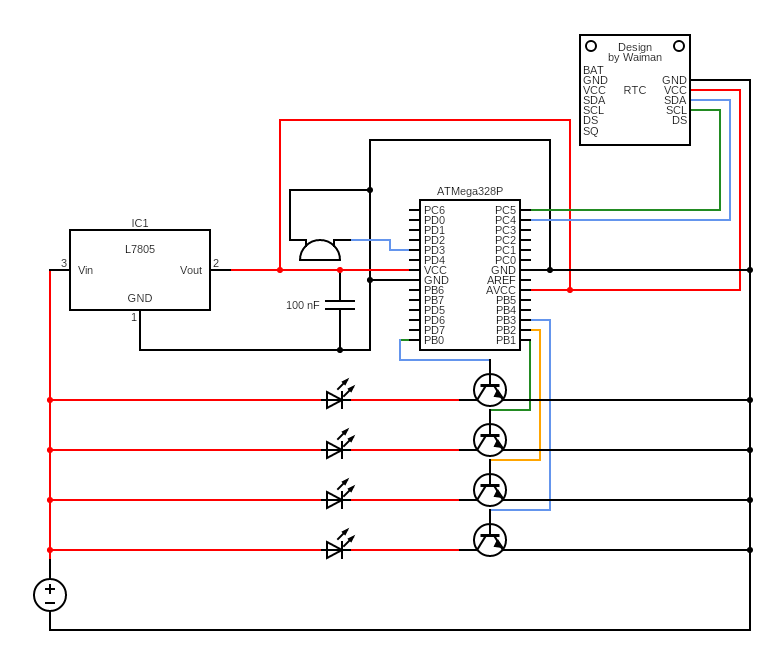 Design
by Waiman
BAT
GND GND
VCC RTC VCC
SDA SDA
SCL SCL
DS DS
SQ
ATMega328P
PC6 PC5
PD0 PC4
PD1 PC3
PD2 PC2
PD3 PC1
PD4 PC0
VCC GND
GND AREF
PB6 AVCC
PB7 PB5
PD5 PB4
PD6 PB3
PD7 PB2
PB0 PB1
IC1
L7805
3 Vin Vout 2
GND
1
100 nF